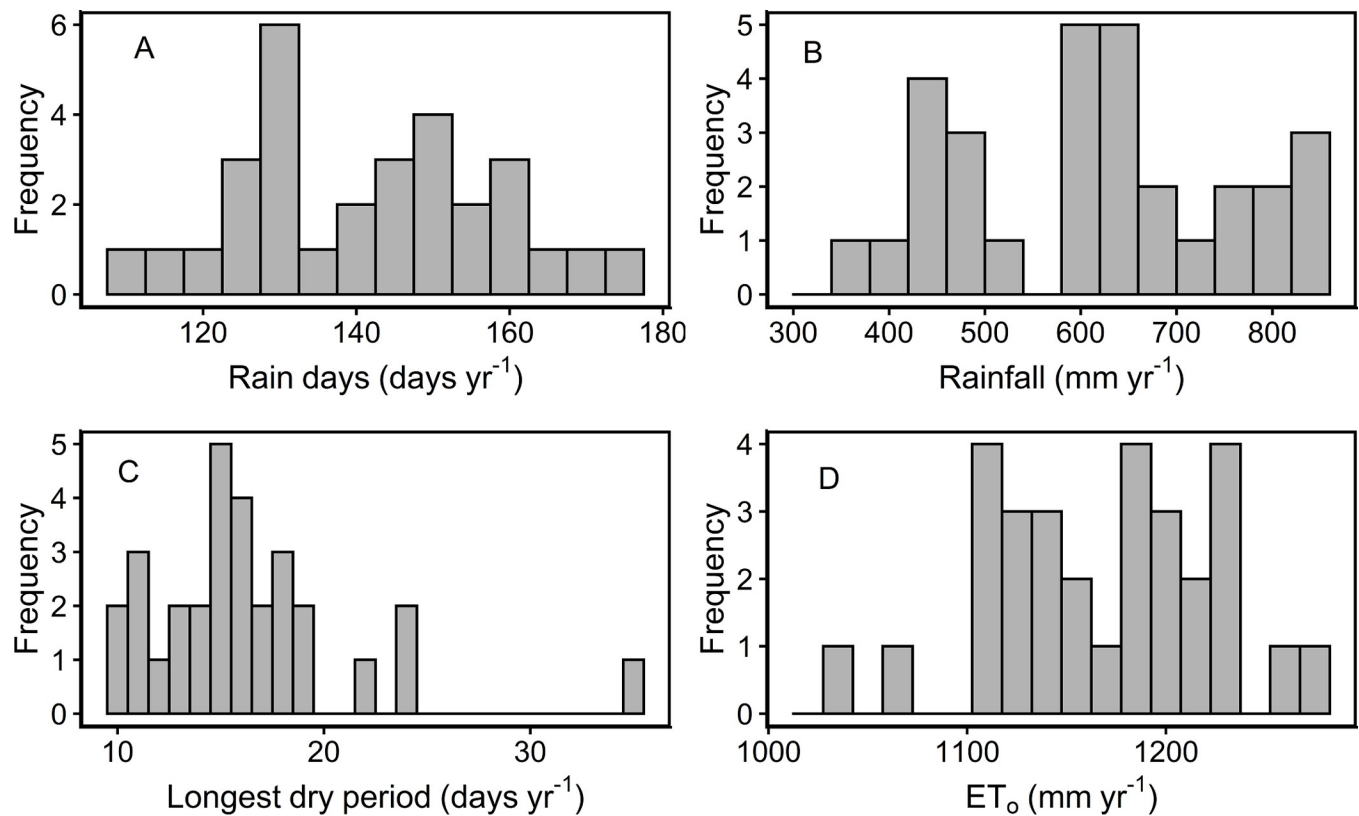 A
Frequency
6
4
2
0
120 140 160 180
Rain days (days yr⁻¹)
B
Frequency
5
4
3
2
1
0
300 400 500 600 700 800
Rainfall (mm yr⁻¹)
C
Frequency
5
4
3
2
1
0
10 20 30
Longest dry period (days yr⁻¹)
D
Frequency
4
3
2
1
0
1000 1100 1200
ETₒ (mm yr⁻¹)